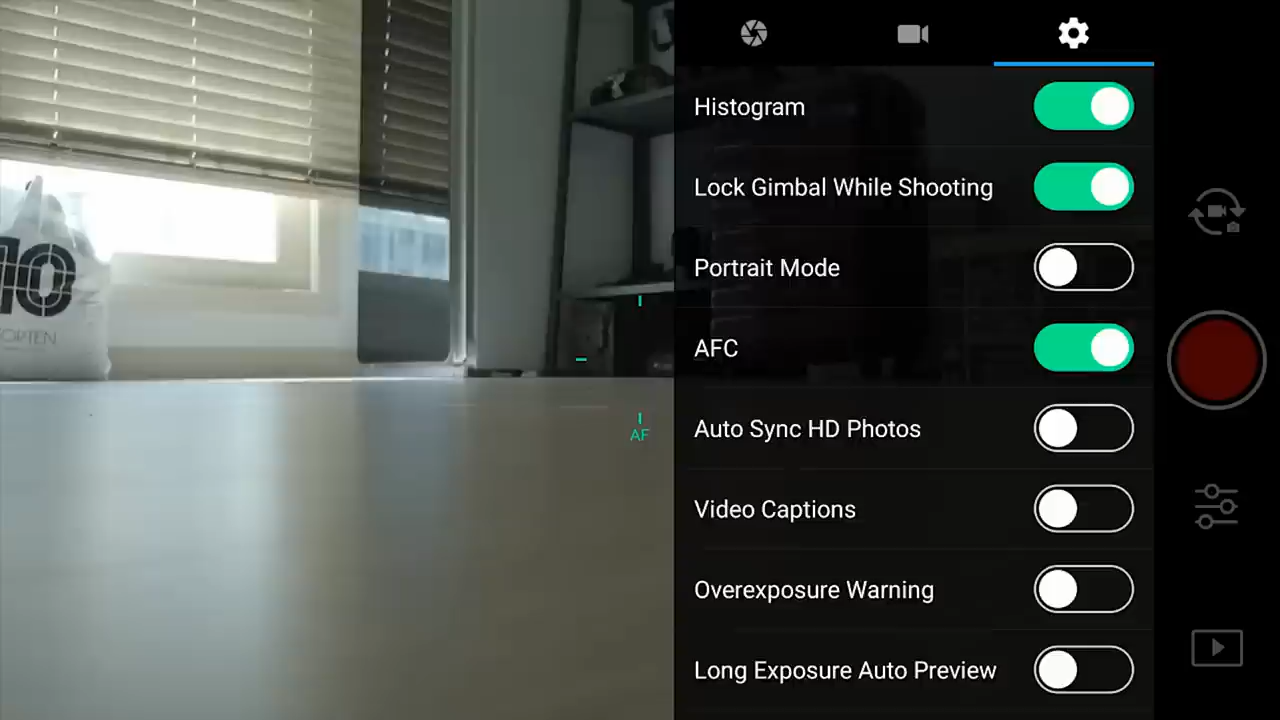 Histogram
Lock Gimbal While Shooting
Portrait Mode
AFC
Auto Sync HD Photos
Video Captions
Overexposure Warning
Long Exposure Auto Preview
AF
10